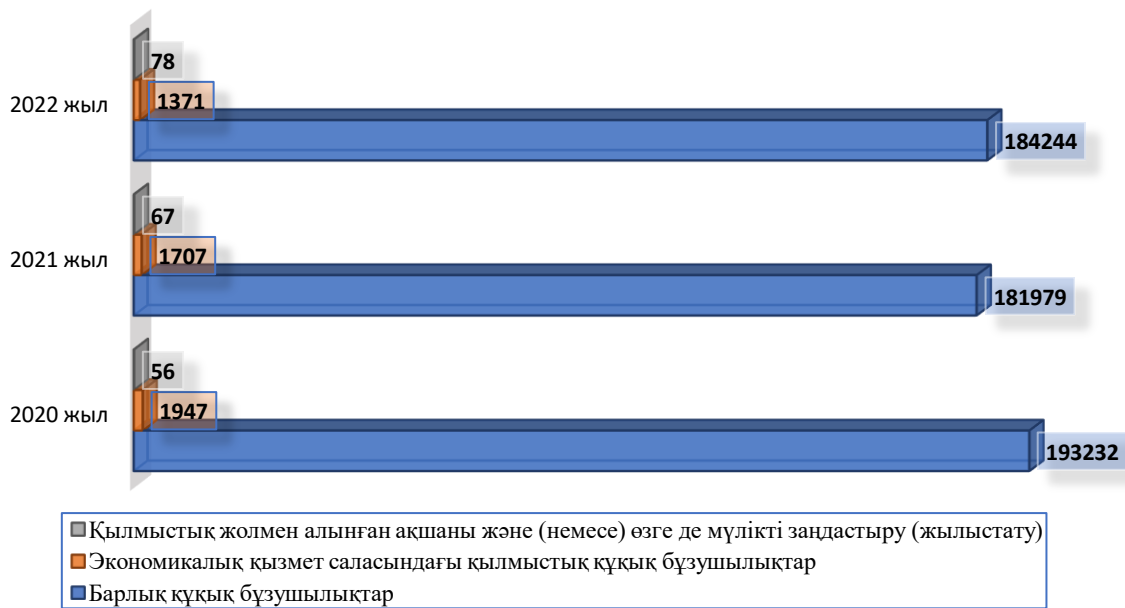 78
2022 жыл
1371
184244
67
2021 жыл
1707
181979
56
2020 жыл
1947
193232
Қылмыстық жолмен алынған ақшаны және (немесе) өзге де мүлікті заңдастыру (жылыстату)
Экономикалық қызмет саласындағы қылмыстық құқық бұзушылықтар
Барлық құқық бұзушылықтар